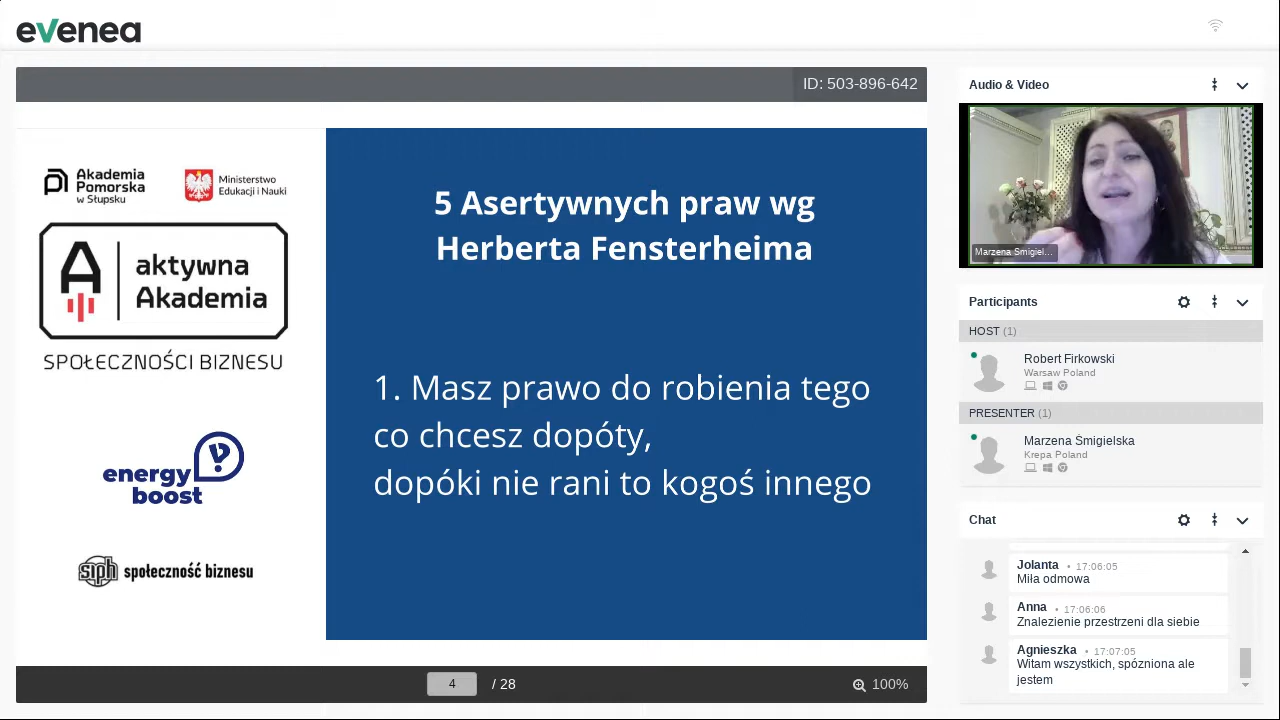 evenea
ID: 503-896-642
Akademia
Pomorska
w Słupsku
Ministerstwo
Edukacji i Nauki
aktywna
Akademia
SPOŁECZNOŚCI BIZNESU
energy
boost
siph społeczność biznesu
5 Asertywnych praw wg
Herberta Fensterheima
1. Masz prawo do robienia tego
co chcesz dopóty,
dopóki nie rani to kogoś innego
4 / 28
100%
Audio & Video
Marzena Śmigiel...
Participants
HOST (1)
Robert Firkowski
Warsaw Poland
PRESENTER (1)
Marzena Śmigielska
Krepa Poland
Chat
Jolanta • 17:06:05
Miła odmowa
Anna • 17:06:06
Znalezienie przestrzeni dla siebie
Agnieszka • 17:07:05
Witam wszystkich, spózniona ale
jestem